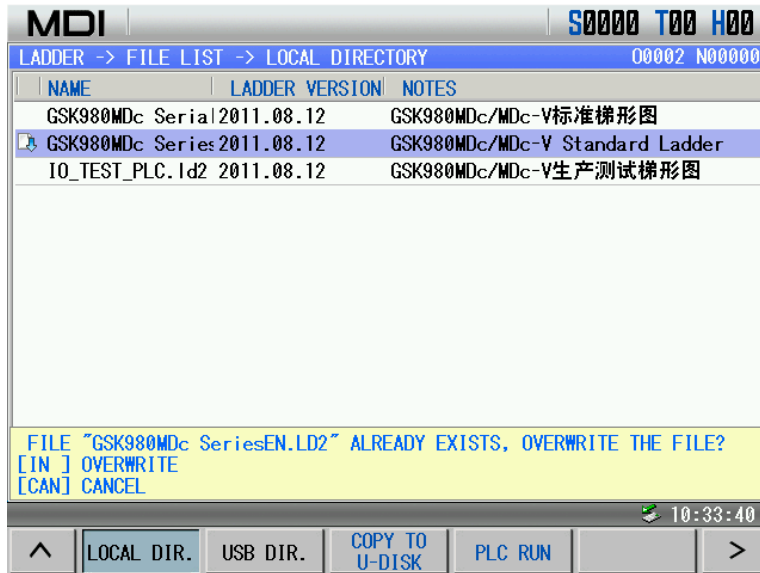 MDI S0000 T00 H00
LADDER -> FILE LIST -> LOCAL DIRECTORY O0002 N00000
NAME LADDER VERSION NOTES
GSK980MDc Serial 2011.08.12 GSK980MDc/MDc-V标准梯形图
GSK980MDc Series 2011.08.12 GSK980MDc/MDc-V Standard Ladder
IO_TEST_PLC.ld2 2011.08.12 GSK980MDc/MDc-V生产测试梯形图
FILE "GSK980MDc SeriesEN.LD2" ALREADY EXISTS, OVERWRITE THE FILE?
[IN ] OVERWRITE
[CAN] CANCEL
10:33:40
^ LOCAL DIR. USB DIR. COPY TO U-DISK PLC RUN >